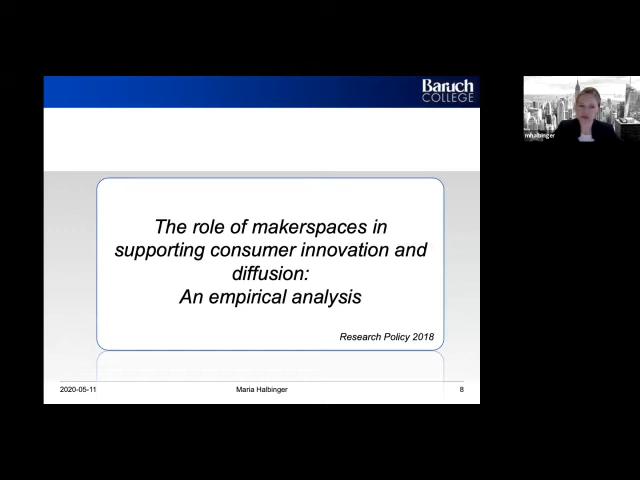 Baruch
COLLEGE
mhalbinger
The role of makerspaces in
supporting consumer innovation and
diffusion:
An empirical analysis
Research Policy 2018
2020-05-11
Maria Halbinger
8